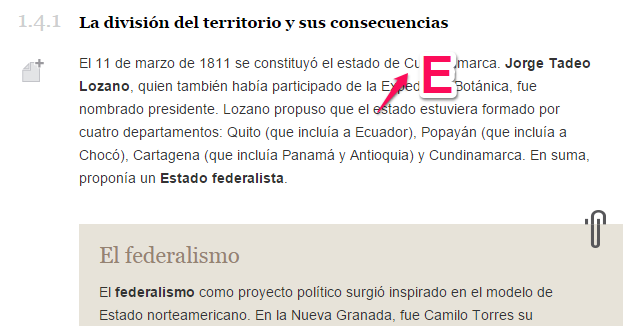 1.4.1 La división del territorio y sus consecuencias
El 11 de marzo de 1811 se constituyó el estado de Cu amarca. Jorge Tadeo
E
Lozano, quien también había participado de la Exped Botánica, fue
nombrado presidente. Lozano propuso que el estado estuviera formado por
cuatro departamentos: Quito (que incluía a Ecuador), Popayán (que incluía a
Chocó), Cartagena (que incluía Panamá y Antioquia) y Cundinamarca. En suma,
proponía un Estado federalista.
El federalismo
El federalismo como proyecto político surgió inspirado en el modelo de
Estado norteamericano. En la Nueva Granada, fue Camilo Torres su